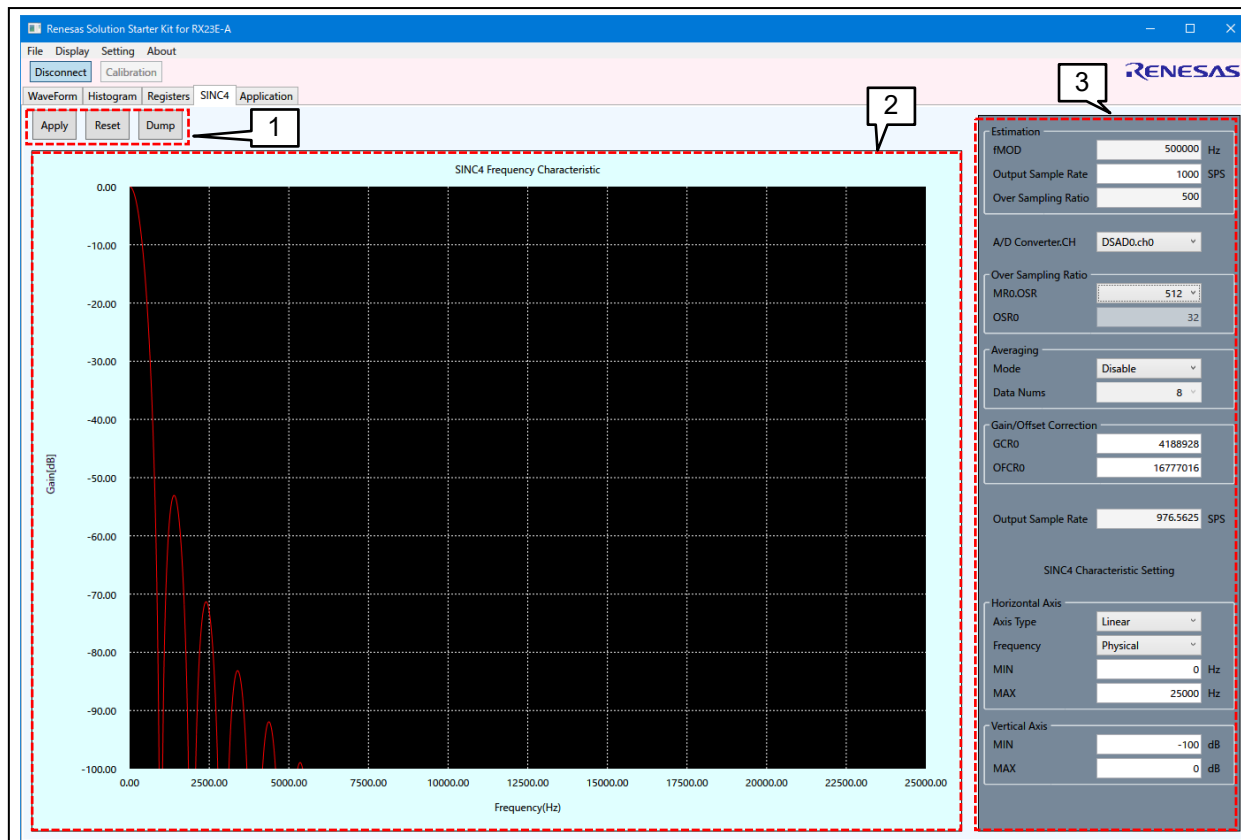 Renesas Solution Starter Kit for RX23E-A
File Display Setting About
Disconnect Calibration
RENESAS
WaveForm Histogram Registers SINC4 Application
Apply Reset Dump
1
2
3
SINC4 Frequency Characteristic
0.00
-10.00
-20.00
-30.00
-40.00
-50.00
-60.00
-70.00
-80.00
-90.00
-100.00
Gain[dB]
0.00 2500.00 5000.00 7500.00 10000.00 12500.00 15000.00 17500.00 20000.00 22500.00 25000.00
Frequency(Hz)
Estimation
fMOD 500000 Hz
Output Sample Rate 1000 SPS
Over Sampling Ratio 500
A/D Converter.CH DSAD0.ch0
Over Sampling Ratio
MR0.OSR 512
OSR0 32
Averaging
Mode Disable
Data Nums 8
Gain/Offset Correction
GCR0 4188928
OFCR0 16777016
Output Sample Rate 976.5625 SPS
SINC4 Characteristic Setting
Horizontal Axis
Axis Type Linear
Frequency Physical
MIN 0 Hz
MAX 25000 Hz
Vertical Axis
MIN -100 dB
MAX 0 dB